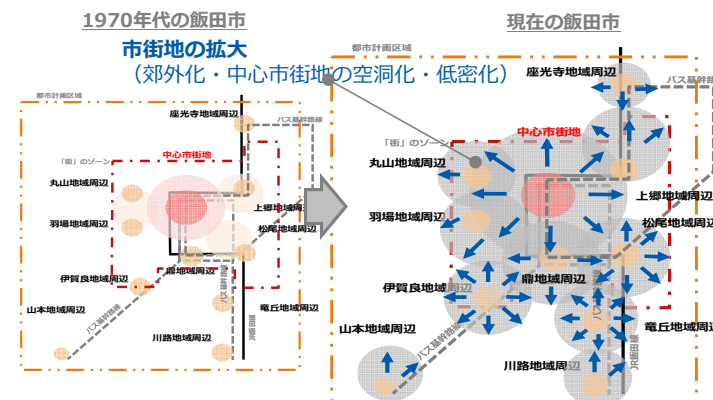 1970年代の飯田市
市街地の拡大
（郊外化・中心市街地の空洞化・低密化）
都市計画区域
座光寺地域周辺
バス基幹路線
「街」のゾーン
中心市街地
丸山地域周辺
上郷地域周辺
羽場地域周辺
松尾地域周辺
鼎地域周辺
伊賀良地域周辺
バス基幹路線
山本地域周辺
バス基幹路線
竜丘地域周辺
JR飯田線
川路地域周辺
現在の飯田市
都市計画区域
座光寺地域周辺
バス基幹路線
「街」のゾーン
中心市街地
丸山地域周辺
上郷地域周辺
羽場地域周辺
松尾地域周辺
鼎地域周辺
伊賀良地域周辺
山本地域周辺
バス基幹路線
竜丘地域周辺
川路地域周辺
JR飯田線